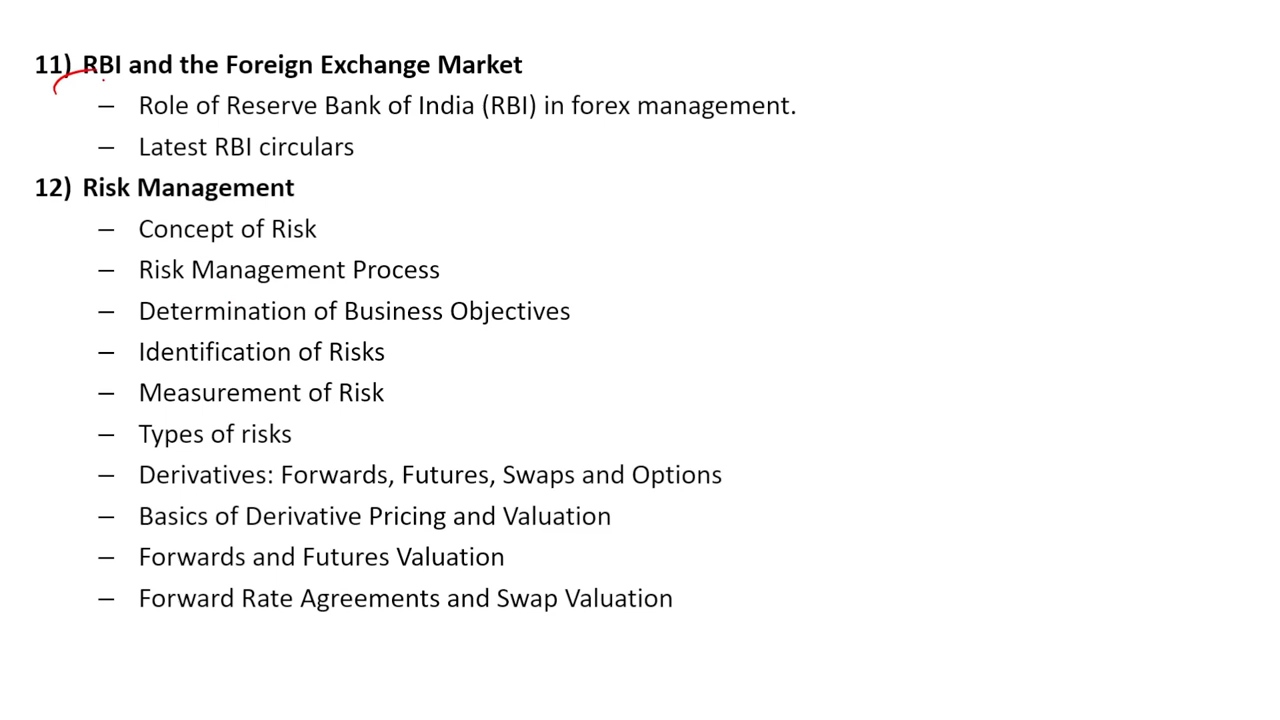 11) RBI and the Foreign Exchange Market
– Role of Reserve Bank of India (RBI) in forex management.
– Latest RBI circulars
12) Risk Management
– Concept of Risk
– Risk Management Process
– Determination of Business Objectives
– Identification of Risks
– Measurement of Risk
– Types of risks
– Derivatives: Forwards, Futures, Swaps and Options
– Basics of Derivative Pricing and Valuation
– Forwards and Futures Valuation
– Forward Rate Agreements and Swap Valuation